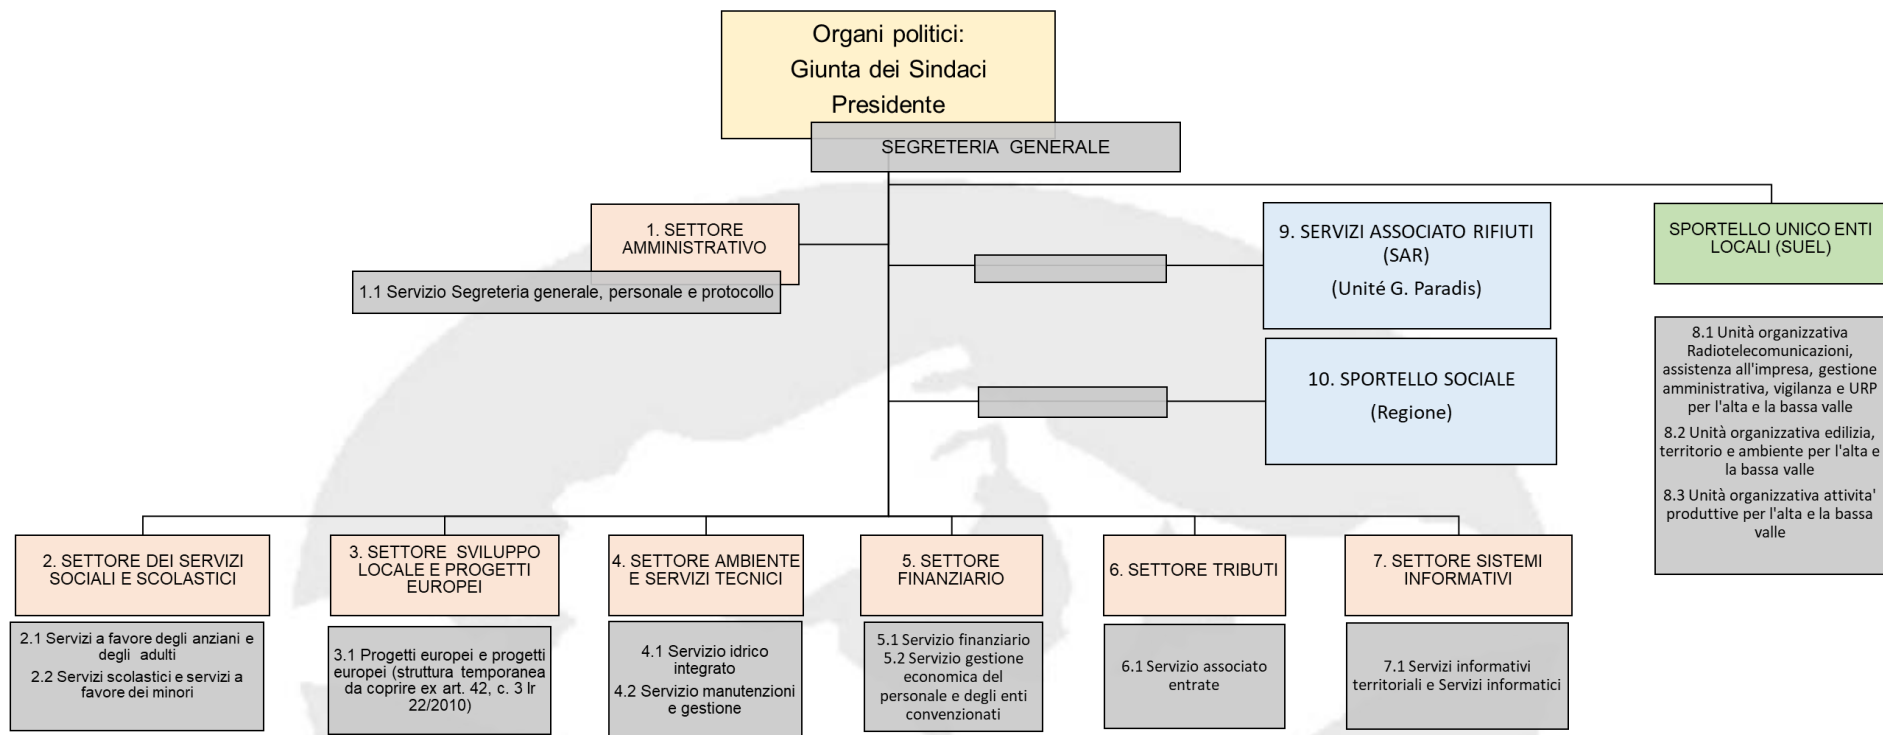 Organi politici:
Giunta dei Sindaci
Presidente
SEGRETERIA GENERALE
1. SETTORE
AMMINISTRATIVO
1.1 Servizio Segreteria generale, personale e protocollo
9. SERVIZI ASSOCIATO RIFIUTI
(SAR)
(Unité G. Paradis)
SPORTELLO UNICO ENTI
LOCALI (SUEL)
10. SPORTELLO SOCIALE
(Regione)
8.1 Unità organizzativa
Radiotelecomunicazioni,
assistenza all'impresa, gestione
amministrativa, vigilanza e URP
per l'alta e la bassa valle
8.2 Unità organizzativa edilizia,
territorio e ambiente per l'alta e
la bassa valle
8.3 Unità organizzativa attivita'
produttive per l'alta e la bassa
valle
2. SETTORE DEI SERVIZI
SOCIALI E SCOLASTICI
2.1 Servizi a favore degli anziani e
degli adulti
2.2 Servizi scolastici e servizi a
favore dei minori
3. SETTORE SVILUPPO
LOCALE E PROGETTI
EUROPEI
3.1 Progetti europei e progetti
europei (struttura temporanea
da coprire ex art. 42, c. 3 lr
22/2010)
4. SETTORE AMBIENTE
E SERVIZI TECNICI
4.1 Servizio idrico
integrato
4.2 Servizio manutenzioni
e gestione
5. SETTORE
FINANZIARIO
5.1 Servizio finanziario
5.2 Servizio gestione
economica del
personale e degli enti
convenzionati
6. SETTORE TRIBUTI
6.1 Servizio associato
entrate
7. SETTORE SISTEMI
INFORMATIVI
7.1 Servizi informativi
territoriali e Servizi informatici